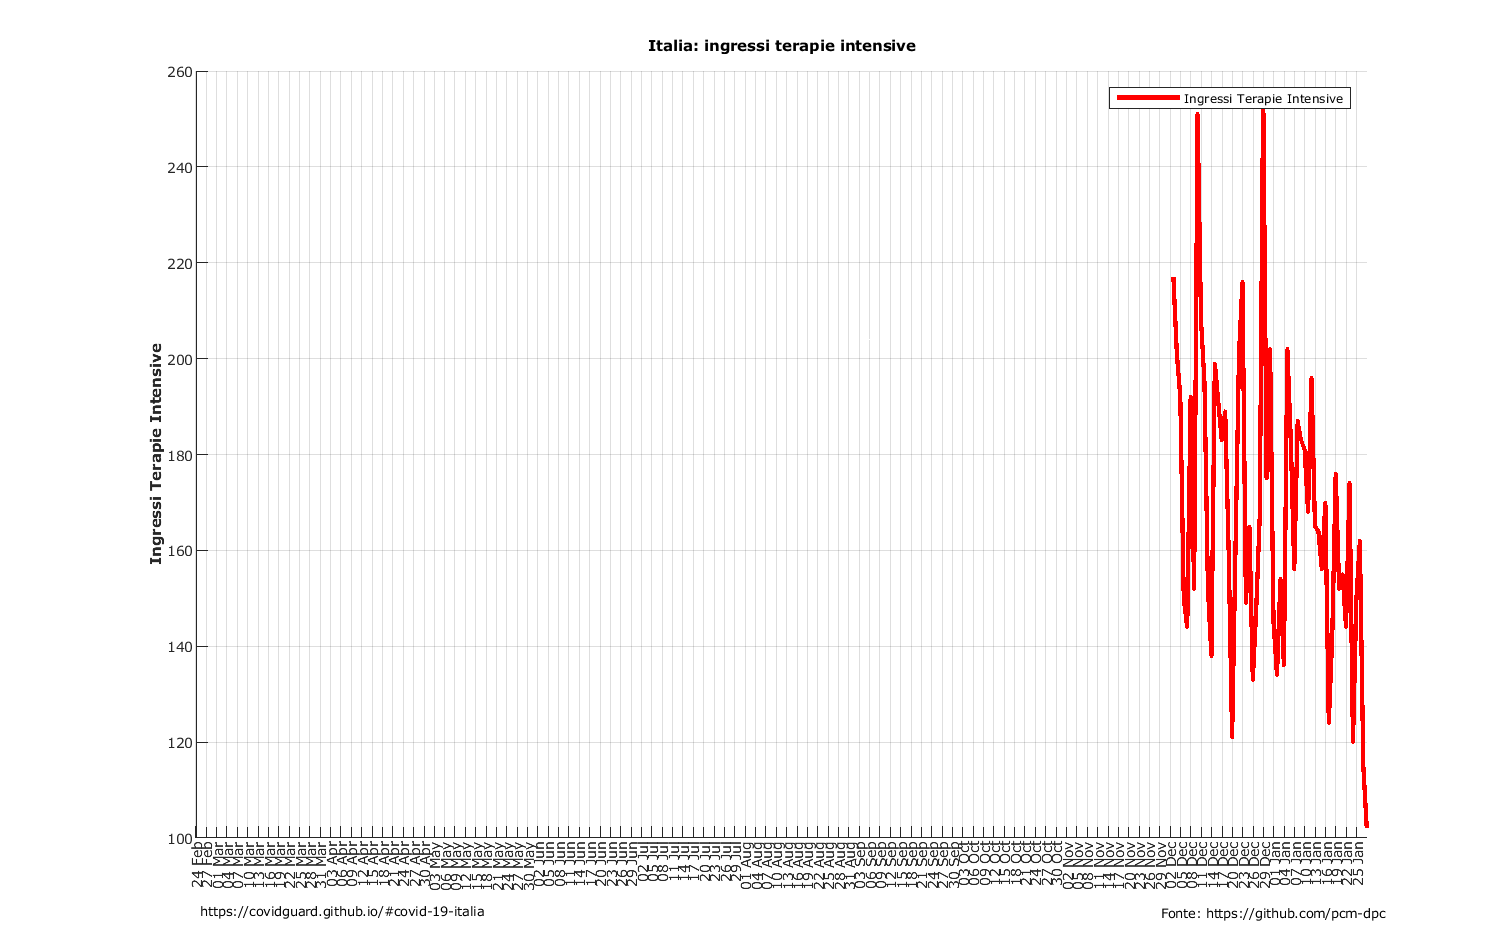 Italia: ingressi terapie intensive
Ingressi Terapie Intensive
Ingressi Terapie Intensive
260
240
220
200
180
160
140
120
100
24 Feb
27 Feb
01 Mar
04 Mar
07 Mar
10 Mar
13 Mar
16 Mar
19 Mar
22 Mar
25 Mar
28 Mar
31 Mar
03 Apr
06 Apr
09 Apr
12 Apr
15 Apr
18 Apr
21 Apr
24 Apr
27 Apr
30 Apr
03 May
06 May
09 May
12 May
15 May
18 May
21 May
24 May
27 May
30 May
02 Jun
05 Jun
08 Jun
11 Jun
14 Jun
17 Jun
20 Jun
23 Jun
26 Jun
29 Jun
02 Jul
05 Jul
08 Jul
11 Jul
14 Jul
17 Jul
20 Jul
23 Jul
26 Jul
29 Jul
01 Aug
04 Aug
07 Aug
10 Aug
13 Aug
16 Aug
19 Aug
22 Aug
25 Aug
28 Aug
31 Aug
03 Sep
06 Sep
09 Sep
12 Sep
15 Sep
18 Sep
21 Sep
24 Sep
27 Sep
30 Sep
03 Oct
06 Oct
09 Oct
12 Oct
15 Oct
18 Oct
21 Oct
24 Oct
27 Oct
30 Oct
02 Nov
05 Nov
08 Nov
11 Nov
14 Nov
17 Nov
20 Nov
23 Nov
26 Nov
29 Nov
02 Dec
05 Dec
08 Dec
11 Dec
14 Dec
17 Dec
20 Dec
23 Dec
26 Dec
29 Dec
01 Jan
04 Jan
07 Jan
10 Jan
13 Jan
16 Jan
19 Jan
22 Jan
25 Jan
https://covidguard.github.io/#covid-19-italia
Fonte: https://github.com/pcm-dpc